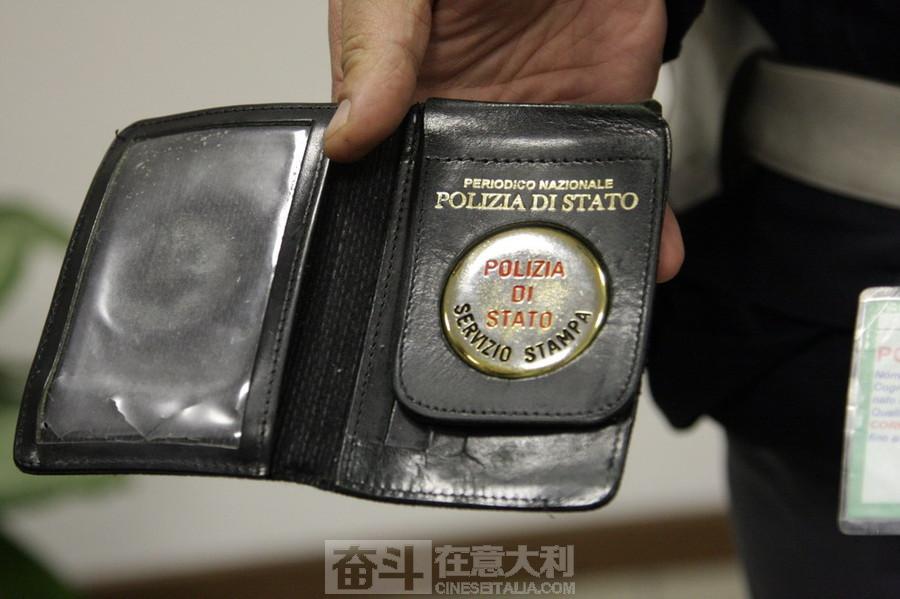 PERIODICO NAZIONALE
POLIZIA DI STATO
POLIZIA
DI
STATO
SERVIZIO STAMPA
奋斗 在意大利
CINESEITALIA.COM